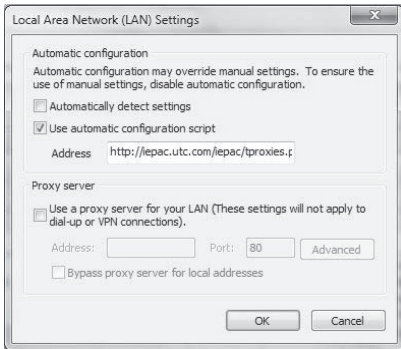 Local Area Network (LAN) Settings
Automatic configuration
Automatic configuration may override manual settings. To ensure the
use of manual settings, disable automatic configuration.
Automatically detect settings
Use automatic configuration script
Address http://iepac.utc.com/iepac/tproxies.p
Proxy server
Use a proxy server for your LAN (These settings will not apply to
dial-up or VPN connections).
Address: Port: 80 Advanced
Bypass proxy server for local addresses
OK Cancel